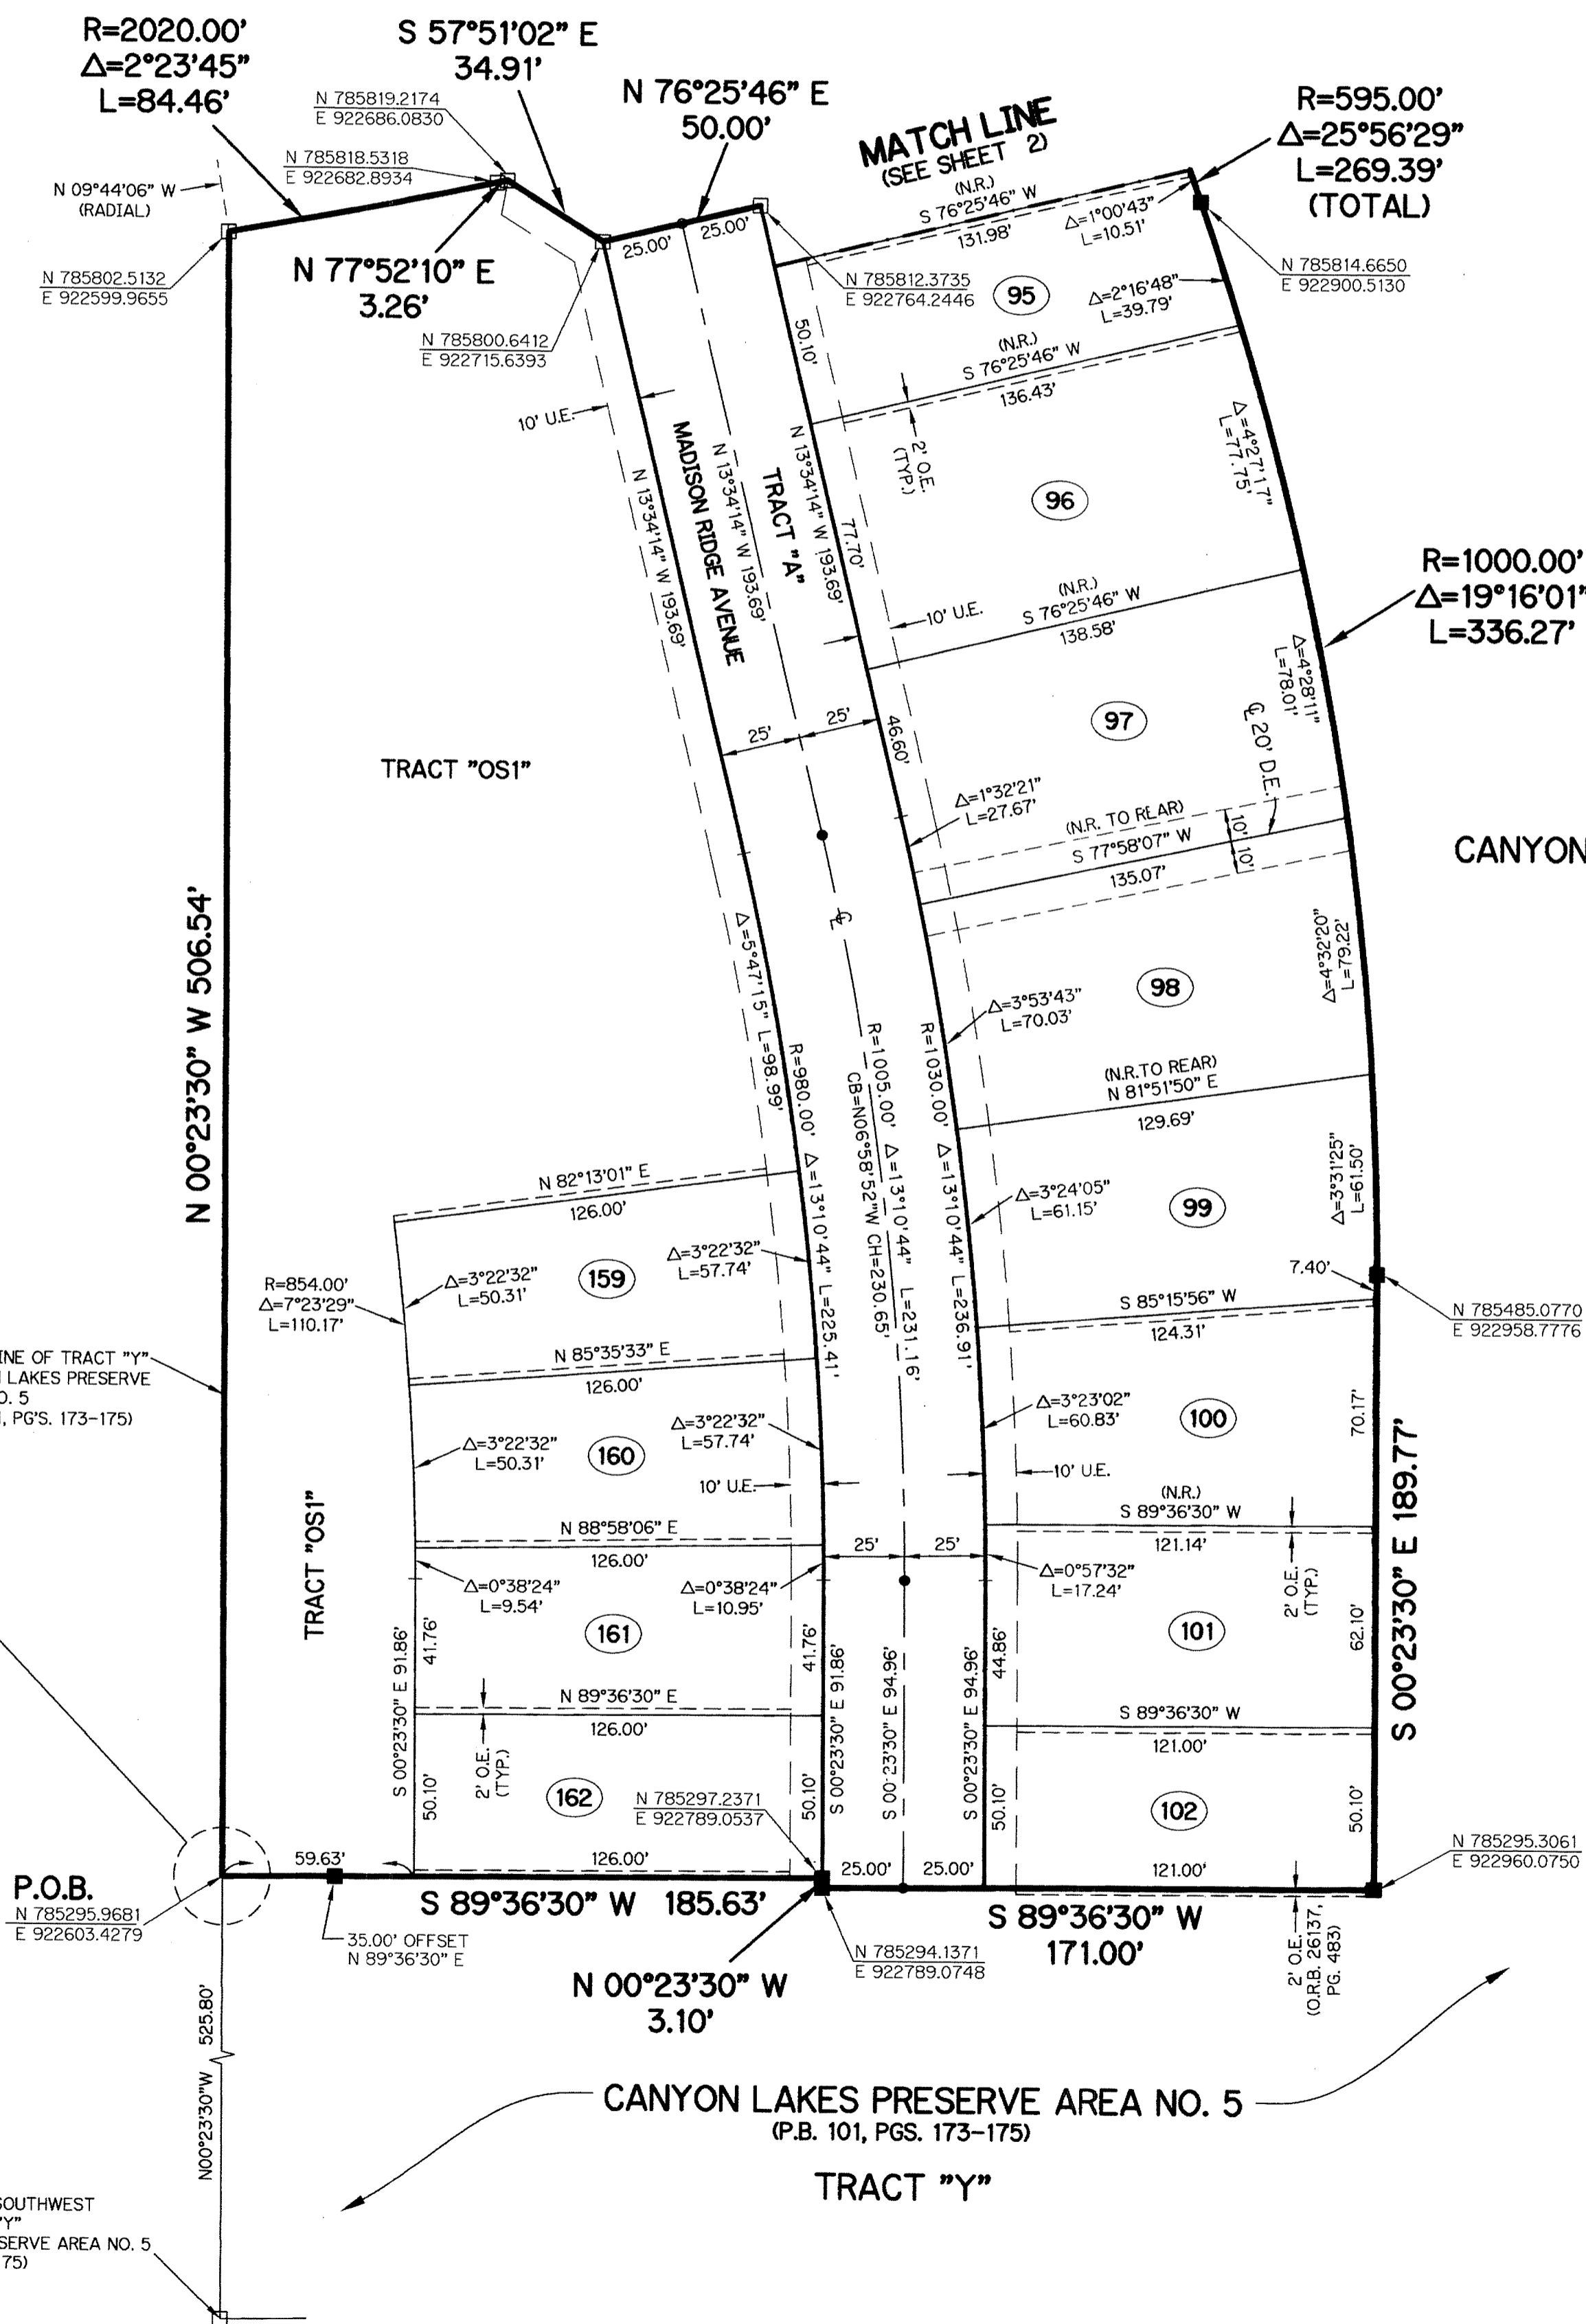 R=2020.00'
Δ=2°23'45"
L=84.46'
S 57°51'02" E
34.91'
N 785819.2174
E 922686.0830
N 76°25'46" E
50.00'
MATCH LINE
(SEE SHEET 2)
R=595.00'
Δ=25°56'29"
L=269.39'
(TOTAL)
N 785818.5318
E 922682.8934
N 09°44'06" W
(RADIAL)
(N.R.)
S 76°25'46" W
131.98'
Δ=1°00'43"
L=10.51'
25.00'
25.00'
N 785802.5132
E 922599.9655
N 77°52'10" E
3.26'
N 785812.3735
E 922764.2446
95
Δ=2°16'48"
L=39.79'
N 785814.6650
E 922900.5130
N 785800.6412
E 922715.6393
50.10'
(N.R.)
S 76°25'46" W
136.43'
10' U.E.
MADISON RIDGE AVENUE
N 13°34'14" W 193.69'
N 13°34'14" W 193.69'
TRACT "A"
N 13°34'14" W 193.69'
77.70'
2' O.E.
(TYP.)
96
Δ=4°27'17"
L=77.75'
R=1000.00'
Δ=19°16'01"
L=336.27'
10' U.E.
(N.R.)
S 76°25'46" W
138.58'
Δ=4°28'11"
L=78.01'
25'
25'
46.60'
97
℄ 20' D.E.
TRACT "OS1"
Δ=1°32'21"
L=27.67'
(N.R. TO REAR)
S 77°58'07" W
135.07'
10'
10'
CANYON
℄
N 00°23'30" W 506.54'
Δ=5°47'15" L=98.99'
Δ=4°32'20"
L=79.22'
98
Δ=3°53'43"
L=70.03'
R=980.00' Δ=13°10'44" L=225.41'
R=1005.00' Δ=13°10'44" L=231.16'
CB=N06°58'52"W CH=230.65'
R=1030.00' Δ=13°10'44" L=236.91'
(N.R.TO REAR)
N 81°51'50" E
129.69'
N 82°13'01" E
126.00'
Δ=3°24'05"
L=61.15'
99
Δ=3°31'25"
L=61.50'
R=854.00'
Δ=7°23'29"
L=110.17'
Δ=3°22'32"
L=50.31'
159
Δ=3°22'32"
L=57.74'
7.40'
S 85°15'56" W
124.31'
N 785485.0770
E 922958.7776
INE OF TRACT "Y"
LAKES PRESERVE
O. 5
, PG'S. 173-175)
N 85°35'33" E
126.00'
Δ=3°22'32"
L=50.31'
160
Δ=3°22'32"
L=57.74'
10' U.E.
Δ=3°23'02"
L=60.83'
100
70.17'
10' U.E.
(N.R.)
S 89°36'30" W
121.14'
S 00°23'30" E 189.77'
TRACT "OS1"
N 88°58'06" E
126.00'
25'
25'
Δ=0°38'24"
L=9.54'
Δ=0°38'24"
L=10.95'
Δ=0°57'32"
L=17.24'
2' O.E.
(TYP.)
161
101
62.10'
S 00°23'30" E 91.86'
41.76'
41.76'
S 00°23'30" E 91.86'
S 00°23'30" E 94.96'
S 00°23'30" E 94.96'
44.86'
N 89°36'30" E
126.00'
S 89°36'30" W
121.00'
50.10'
2' O.E.
(TYP.)
162
N 785297.2371
E 922789.0537
50.10'
50.10'
102
50.10'
N 785295.3061
E 922960.0750
59.63'
126.00'
25.00'
25.00'
121.00'
P.O.B.
N 785295.9681
E 922603.4279
S 89°36'30" W 185.63'
35.00' OFFSET
N 89°36'30" E
S 89°36'30" W
171.00'
N 785294.1371
E 922789.0748
2' O.E.
(O.R.B. 26137,
PG. 483)
N 00°23'30" W
3.10'
N00°23'30"W 525.80'
CANYON LAKES PRESERVE AREA NO. 5
(P.B. 101, PGS. 173-175)
TRACT "Y"
SOUTHWEST
"Y"
SERVE AREA NO. 5
75)